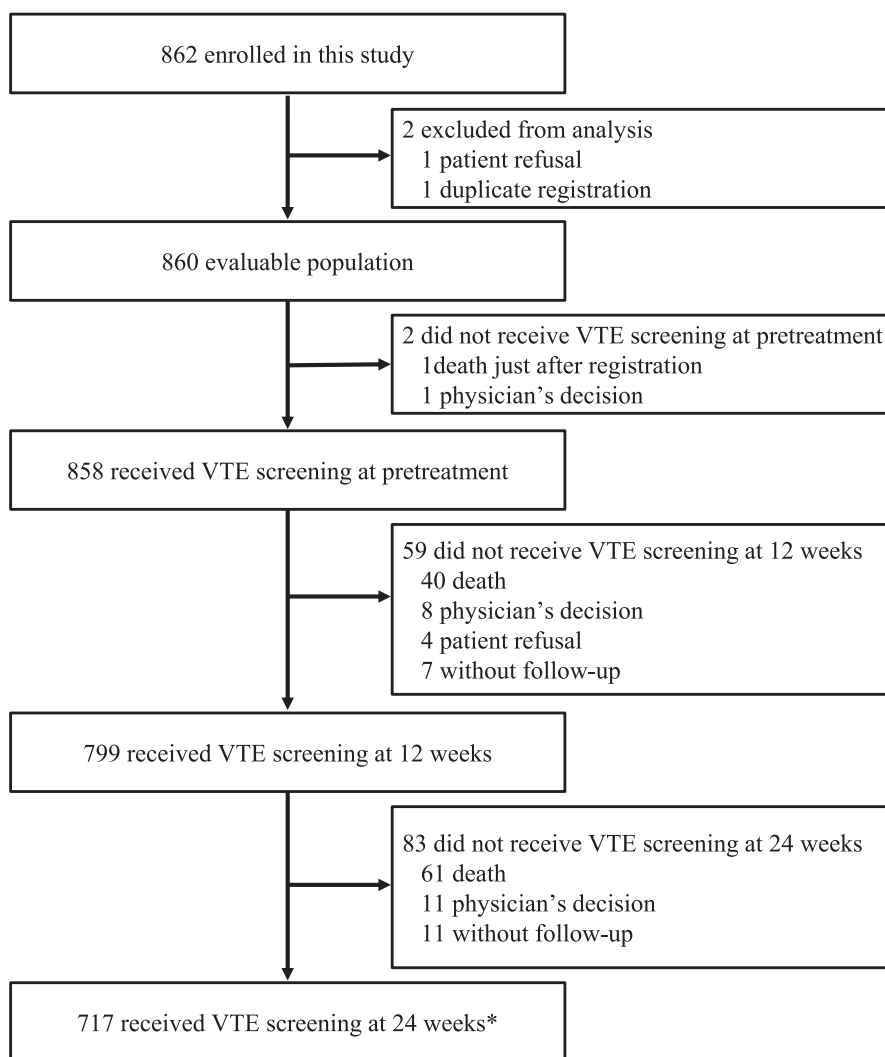 862 enrolled in this study
2 excluded from analysis
1 patient refusal
1 duplicate registration
860 evaluable population
2 did not receive VTE screening at pretreatment
1death just after registration
1 physician’s decision
858 received VTE screening at pretreatment
59 did not receive VTE screening at 12 weeks
40 death
8 physician’s decision
4 patient refusal
7 without follow-up
799 received VTE screening at 12 weeks
83 did not receive VTE screening at 24 weeks
61 death
11 physician’s decision
11 without follow-up
717 received VTE screening at 24 weeks*